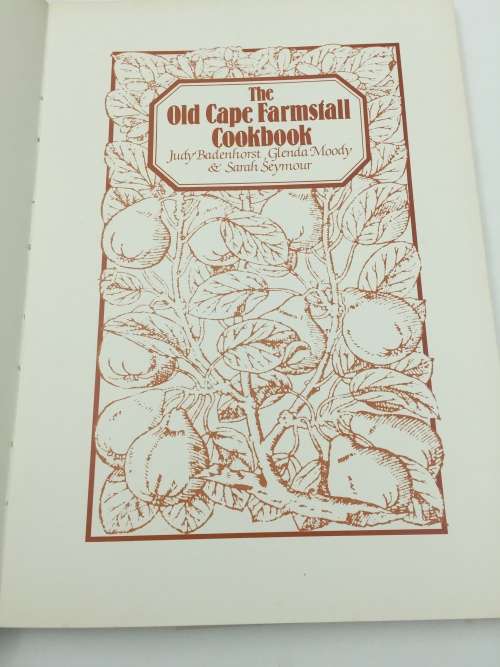 The
Old Cape Farmstall
Cookbook
Judy Badenhorst Glenda Moody
& Sarah Seymour